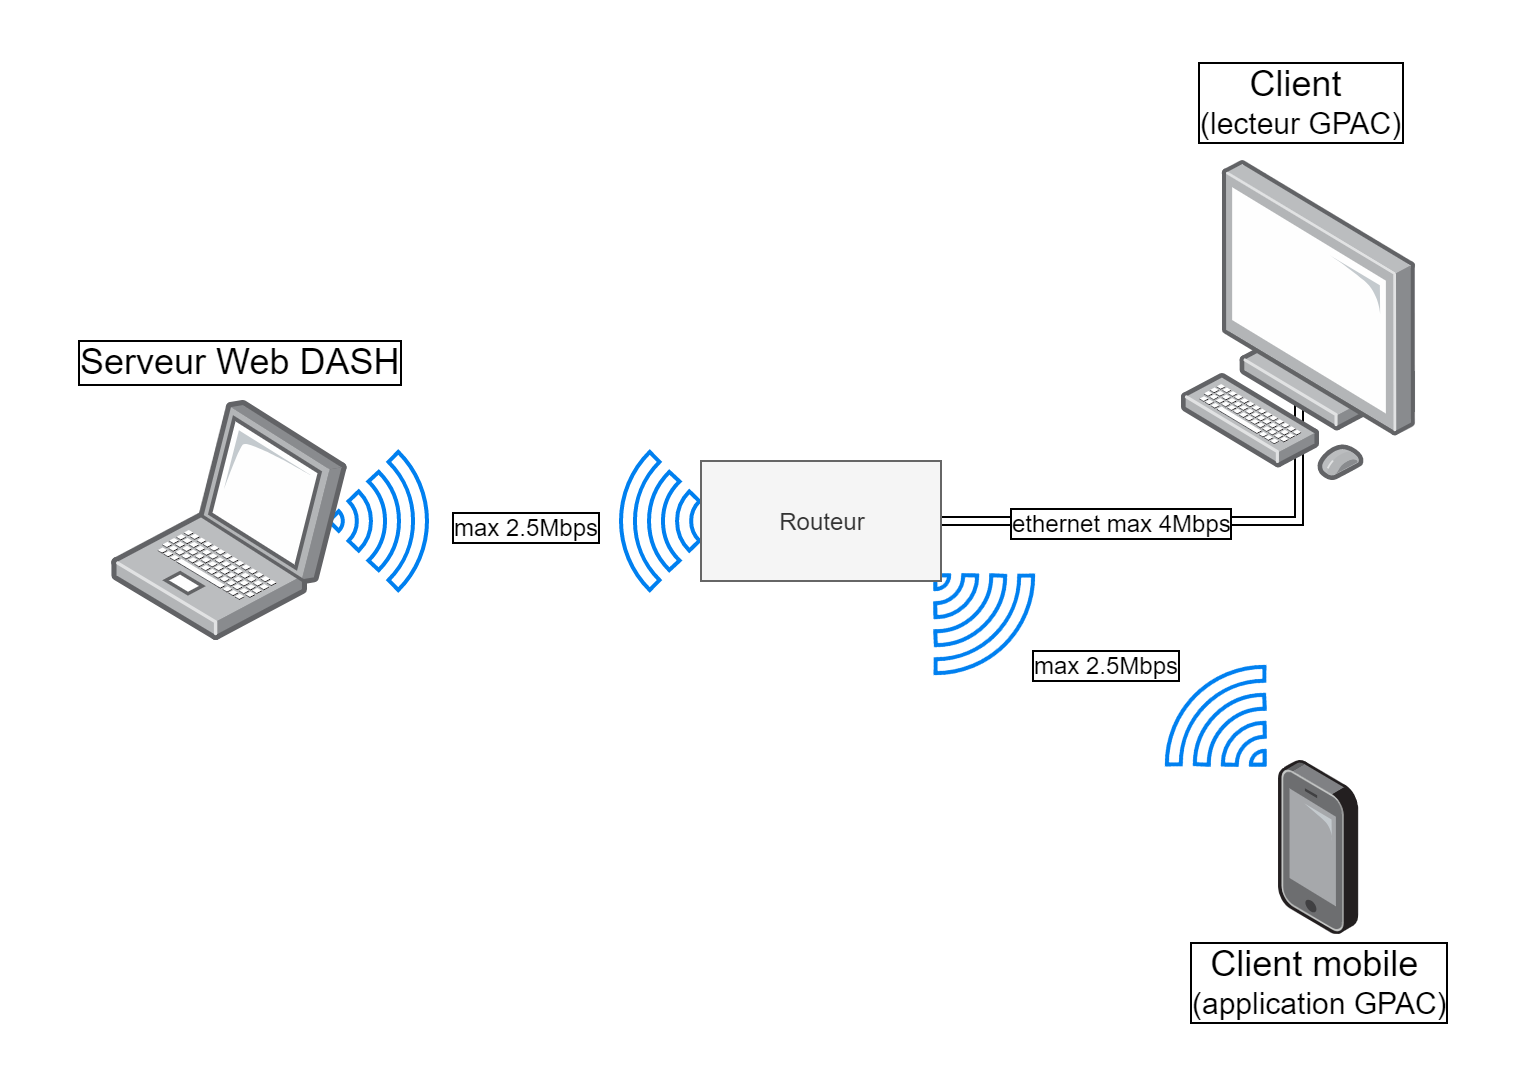 Client
(lecteur GPAC)
Serveur Web DASH
max 2.5Mbps
Routeur
ethernet max 4Mbps
max 2.5Mbps
Client mobile
(application GPAC)